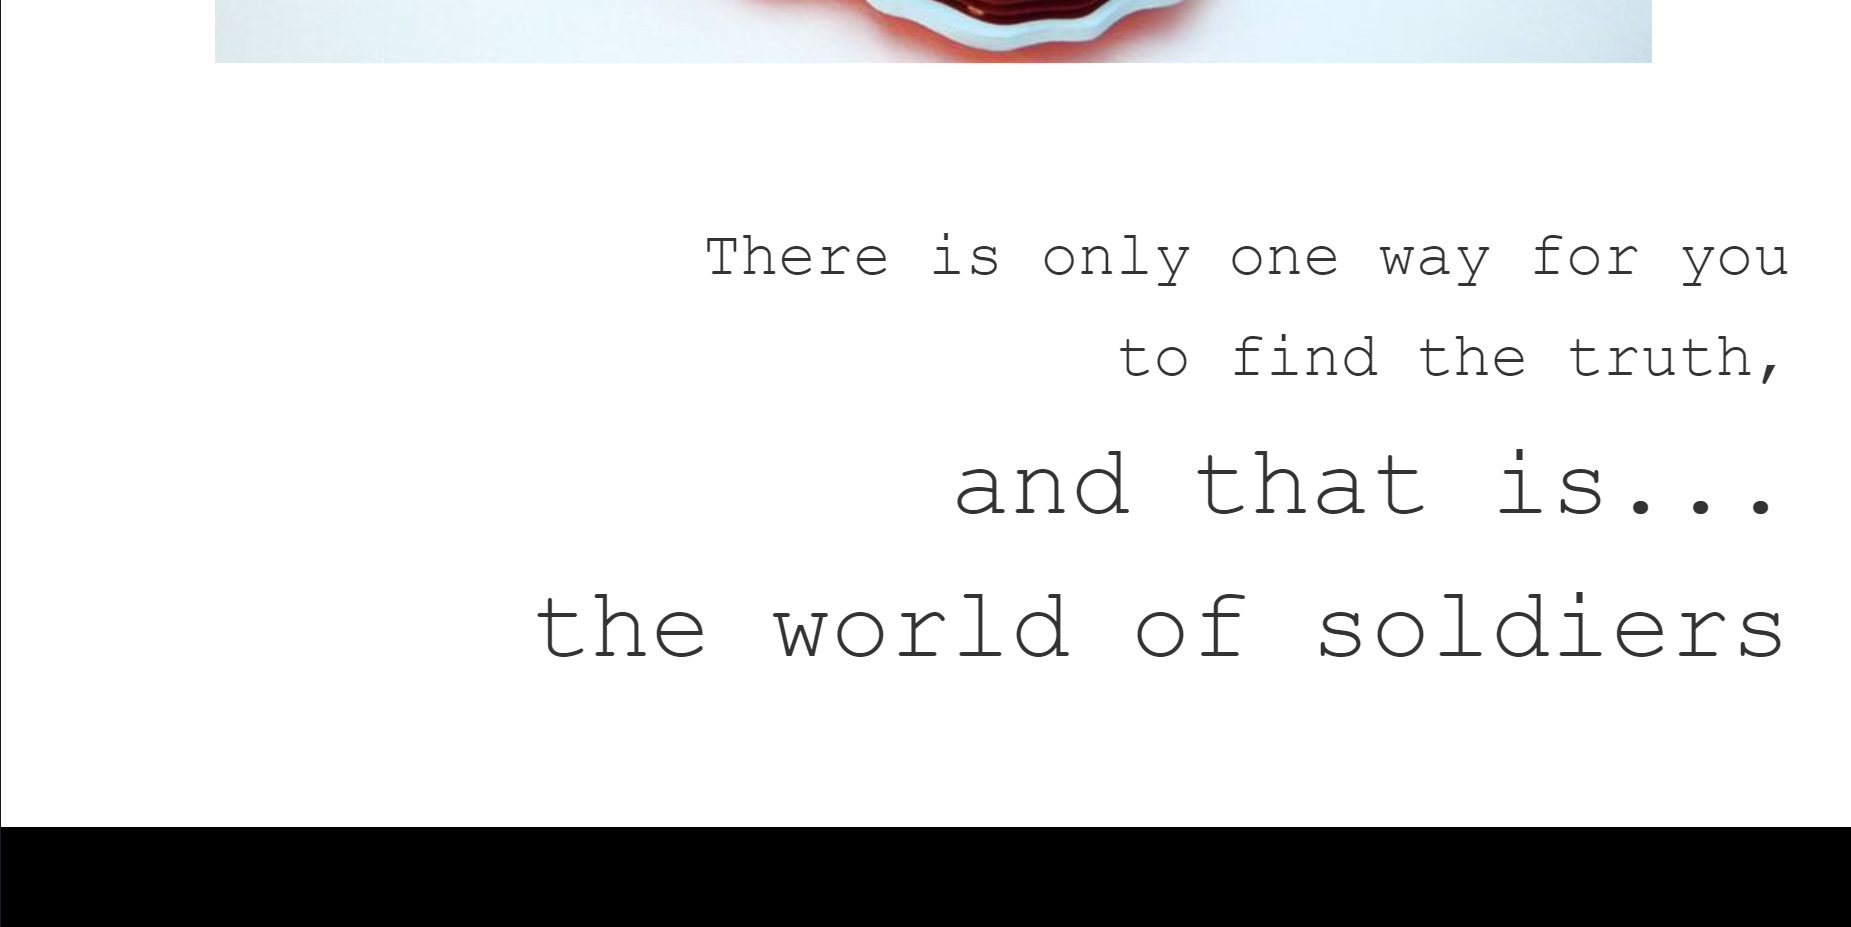 There is only one way for you
to find the truth,
and that is...
the world of soldiers